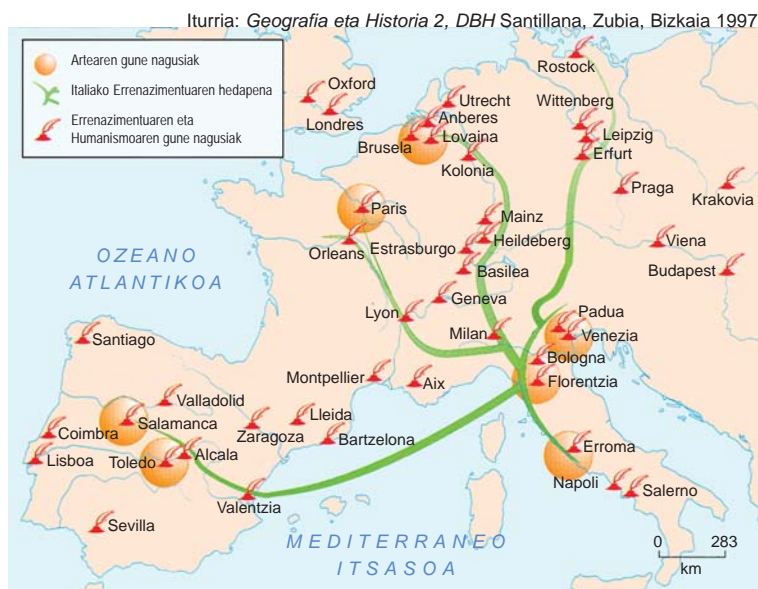 Iturria: Geografia eta Historia 2, DBH Santillana, Zubia, Bizkaia 1997
Artearen gune nagusiak
Italiako Errenazimentuaren hedapena
Errenazimentuaren eta
Humanismoaren gune nagusiak
Oxford
Londres
Rostock
Utrecht
Anberes
Brusela
Lovaina
Kolonia
Wittenberg
Leipzig
Erfurt
Praga
Krakovia
Paris
Mainz
Orleans
Estrasburgo
Heildeberg
Viena
Basilea
Budapest
OZEANO
ATLANTIKOA
Geneva
Lyon
Milan
Padua
Venezia
Bologna
Florentzia
Santiago
Montpellier
Aix
Valladolid
Salamanca
Lleida
Zaragoza
Bartzelona
Coimbra
Lisboa
Toledo
Alcala
Erroma
Napoli
Salerno
Valentzia
Sevilla
MEDITERRANEO
ITSASOA
0 283
km